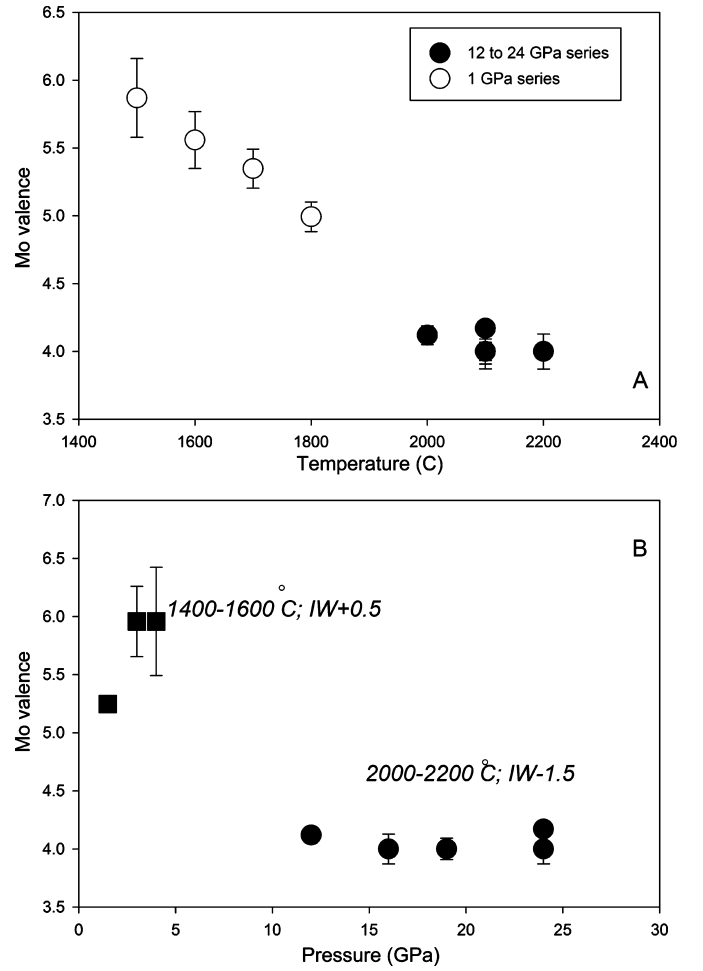 6.5
12 to 24 GPa series
1 GPa series
6.0
5.5
5.0
4.5
4.0
3.5
Mo valence
A
1400
1600
1800
2000
2200
2400
Temperature (C)
7.0
B
6.5
1400-1600 °C; IW+0.5
6.0
5.5
5.0
2000-2200 °C; IW-1.5
4.5
4.0
3.5
Mo valence
0
5
10
15
20
25
30
Pressure (GPa)